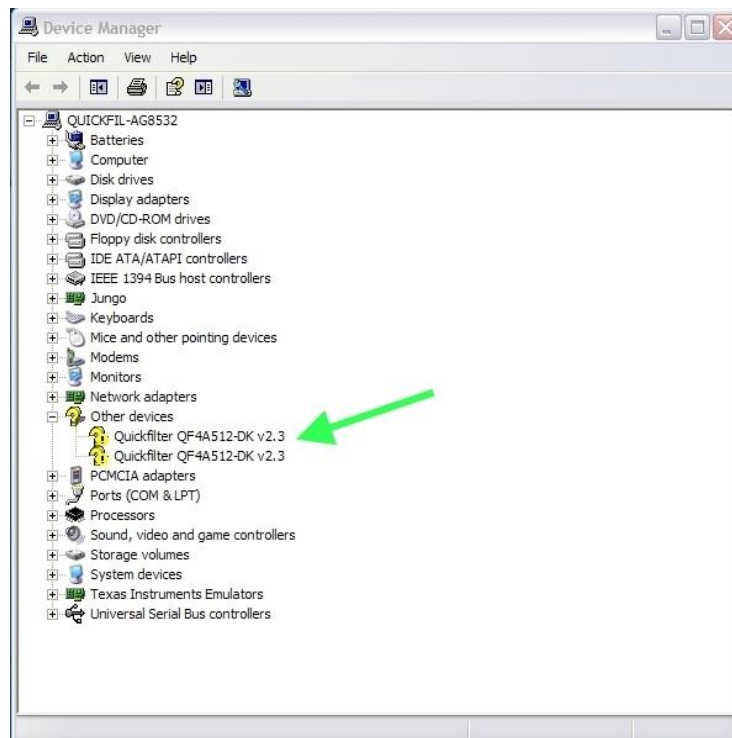 Device Manager
File Action View Help
QUICKFIL-AG8532
Batteries
Computer
Disk drives
Display adapters
DVD/CD-ROM drives
Floppy disk controllers
IDE ATA/ATAPI controllers
IEEE 1394 Bus host controllers
Jungo
Keyboards
Mice and other pointing devices
Modems
Monitors
Network adapters
Other devices
Quickfilter QF4A512-DK v2.3
Quickfilter QF4A512-DK v2.3
PCMCIA adapters
Ports (COM & LPT)
Processors
Sound, video and game controllers
Storage volumes
System devices
Texas Instruments Emulators
Universal Serial Bus controllers